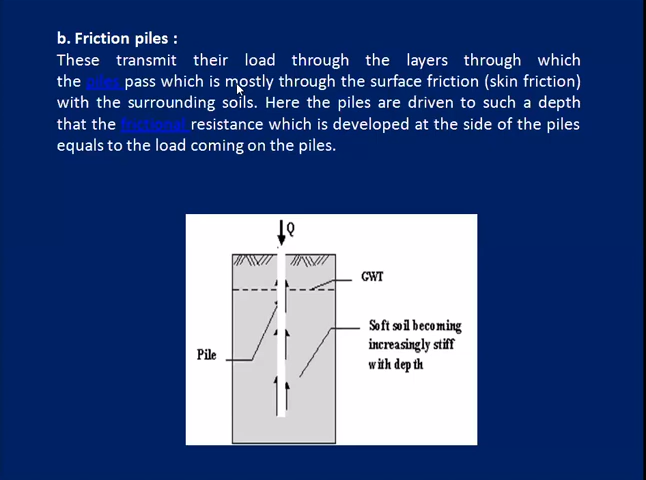 b. Friction piles :
These transmit their load through the layers through which
the piles pass which is mostly through the surface friction (skin friction)
with the surrounding soils. Here the piles are driven to such a depth
that the frictional resistance which is developed at the side of the piles
equals to the load coming on the piles.
Q
GWT
Soft soil becoming
increasingly stiff
with depth
Pile